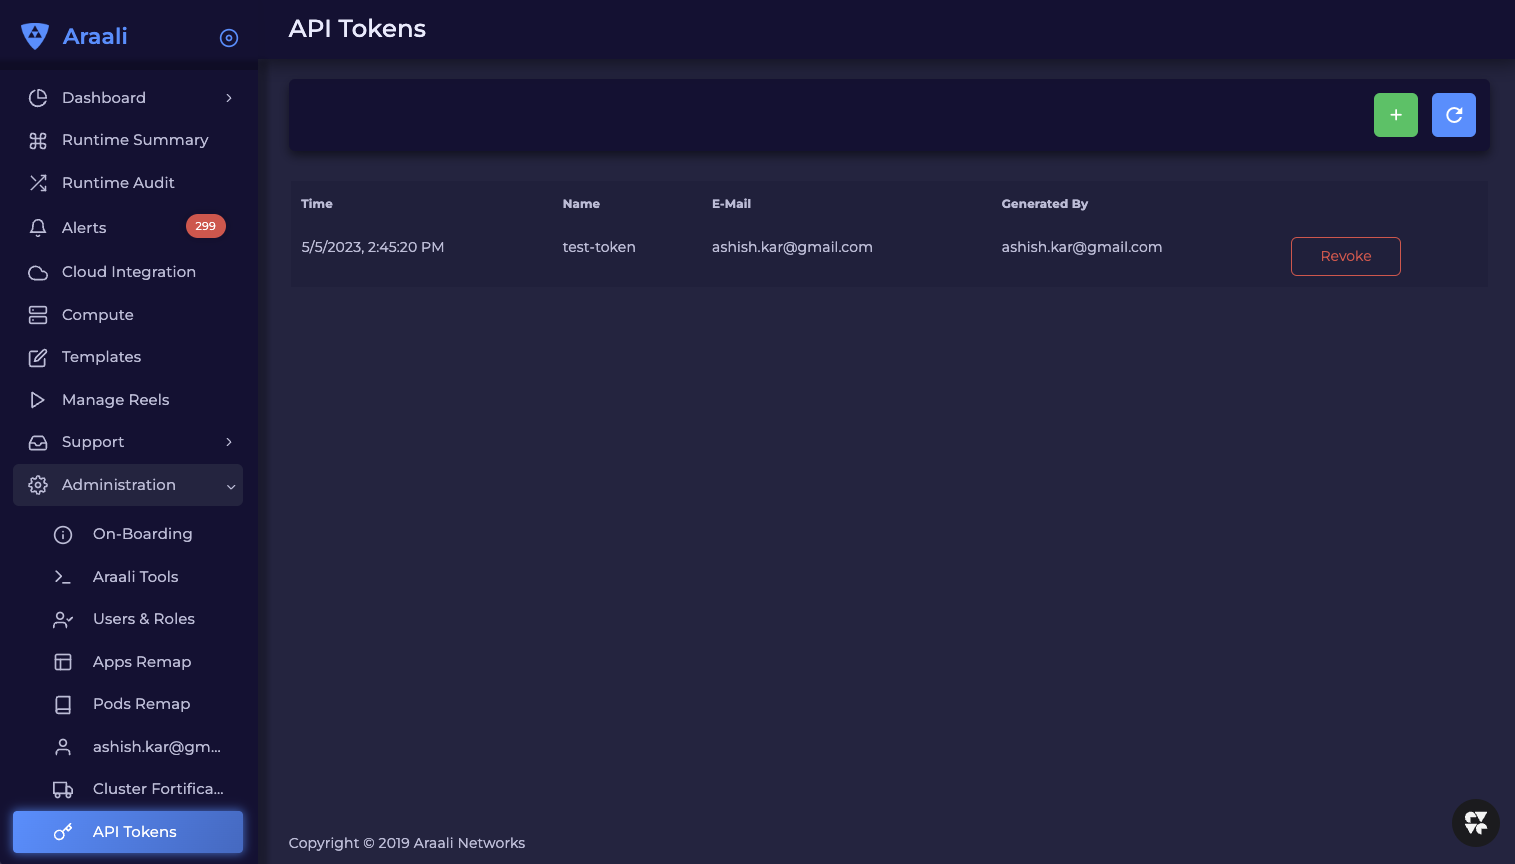 Araali
API Tokens
Dashboard
Runtime Summary
Runtime Audit
Alerts
299
Cloud Integration
Compute
Templates
Manage Reels
Support
Administration
On-Boarding
Araali Tools
Users & Roles
Apps Remap
Pods Remap
ashish.kar@gm...
Cluster Fortifica...
API Tokens
+
Time Name E-Mail Generated By
5/5/2023, 2:45:20 PM test-token ashish.kar@gmail.com ashish.kar@gmail.com Revoke
Copyright © 2019 Araali Networks